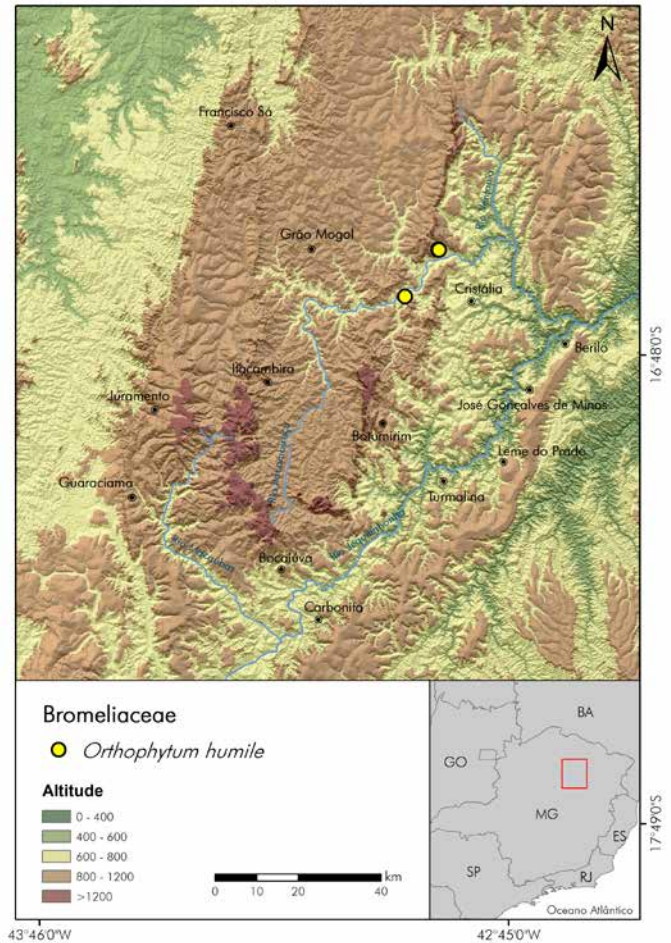 N
Francisco Sá
Grão Mogol
Cristália
Berilo
Itacambira
Juramento
José Gonçalves de Minas
Botumirim
Leme do Prado
Guaraciama
Turmalina
Bocaiúva
Carbonita
16°48'0"S
Bromeliaceae
Orthophytum humile
Altitude
0 - 400
400 - 600
600 - 800
800 - 1200
>1200
km
0 10 20 40
BA
GO
MG
ES
SP
RJ
Oceano Atlântico
17°49'0"S
43°46'0"W
42°45'0"W